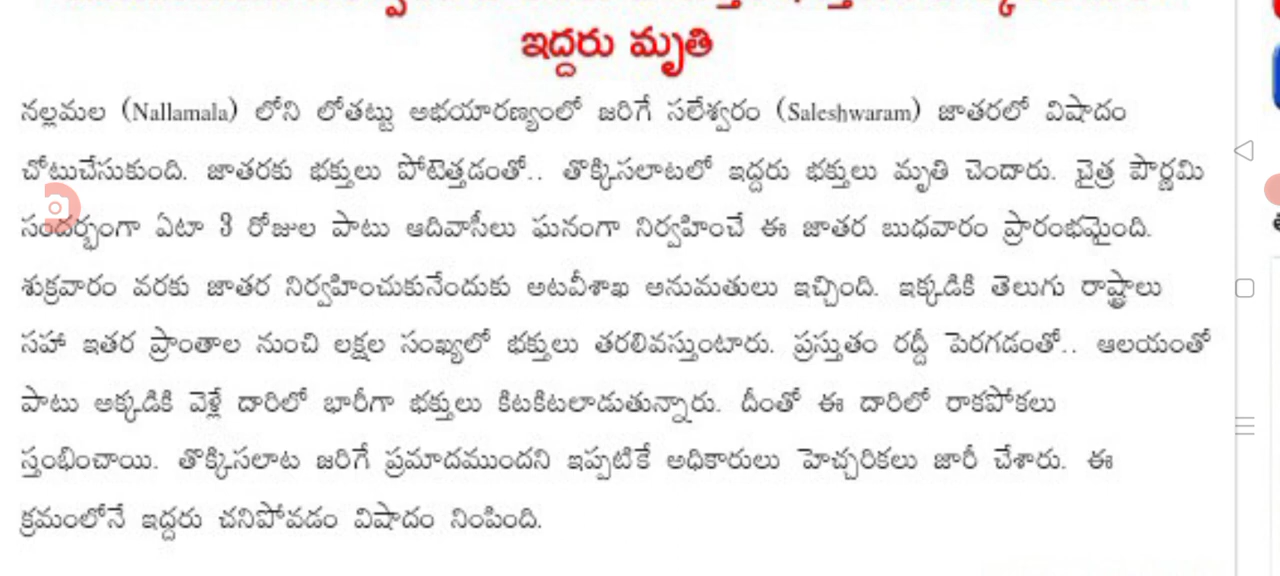 ఇద్దరు మృతి
నల్లమల (Nallamala) లోని లోతట్టు అభయారణ్యంలో జరిగే సలేశ్వరం (Saleshwaram) జాతరలో విషాదం
చోటుచేసుకుంది. జాతరకు భక్తులు పోటెత్తడంతో.. తొక్కిసలాటలో ఇద్దరు భక్తులు మృతి చెందారు. చైత్ర పౌర్ణమి
సందర్భంగా ఏటా 3 రోజుల పాటు ఆదివాసీలు ఘనంగా నిర్వహించే ఈ జాతర బుధవారం ప్రారంభమైంది.
శుక్రవారం వరకు జాతర నిర్వహించుకునేందుకు అటవీశాఖ అనుమతులు ఇచ్చింది. ఇక్కడికి తెలుగు రాష్ట్రాలు
సహా ఇతర ప్రాంతాల నుంచి లక్షల సంఖ్యలో భక్తులు తరలివస్తుంటారు. ప్రస్తుతం రద్దీ పెరగడంతో.. ఆలయంతో
పాటు అక్కడికి వెళ్లే దారిలో భారీగా భక్తులు కిటకిటలాడుతున్నారు. దీంతో ఈ దారిలో రాకపోకలు
స్తంభించాయి. తొక్కిసలాట జరిగే ప్రమాదముందని ఇప్పటికే అధికారులు హెచ్చరికలు జారీ చేశారు. ఈ
క్రమంలోనే ఇద్దరు చనిపోవడం విషాదం నింపింది.